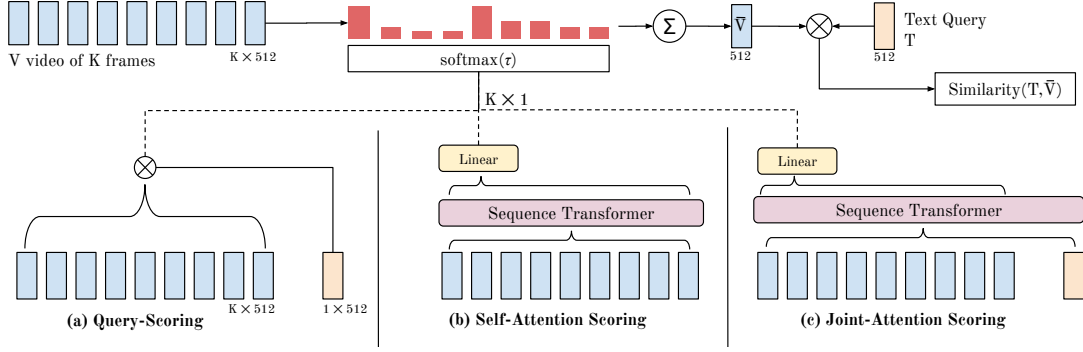 V video of K frames
K × 512
softmax(τ)
K × 1
Σ
V̄
512
512
Text Query
T
Similarity(T,V̄)
Linear
Sequence Transformer
Linear
Sequence Transformer
K × 512
1 × 512
(a) Query-Scoring
(b) Self-Attention Scoring
(c) Joint-Attention Scoring